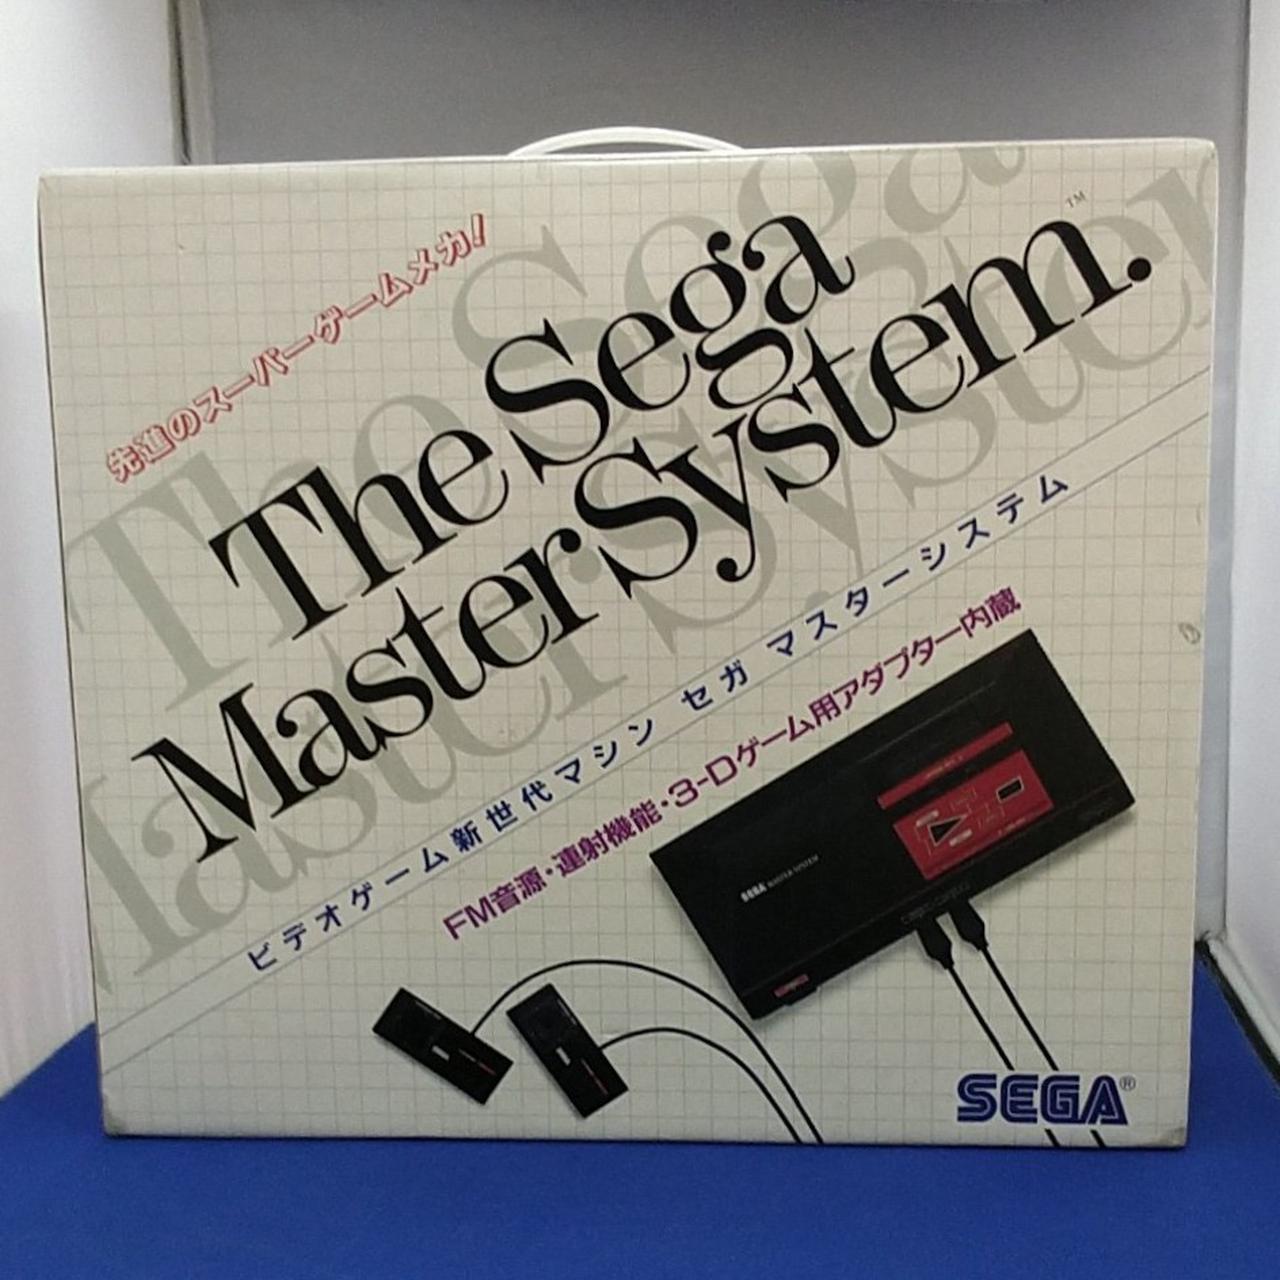 先進のスーパーゲームメカ!
The Sega
Master System.™
ビデオゲーム新世代マシン セガ マスターシステム
FM音源・連射機能・3-Dゲーム用アダプター内蔵
SEGA MASTER SYSTEM
SEGA®